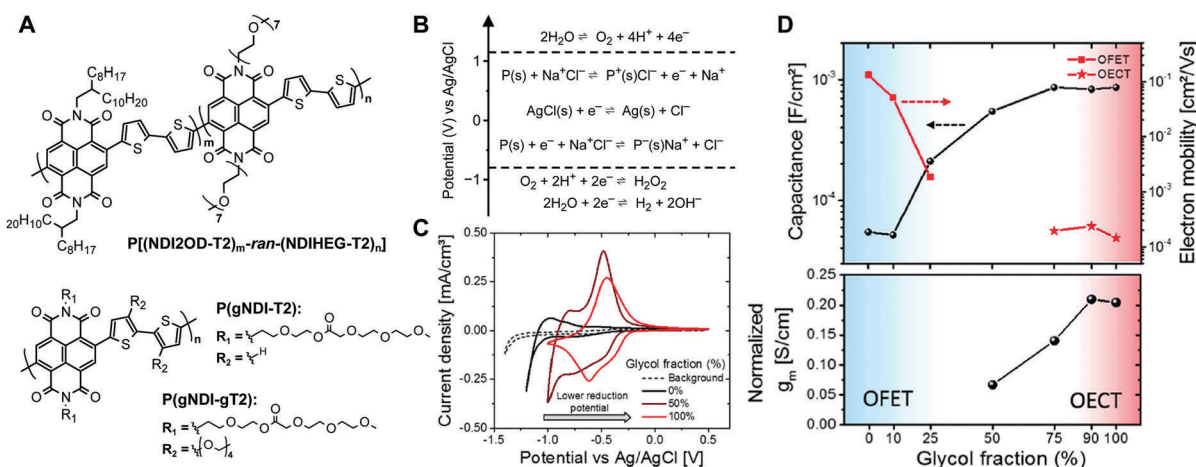 A
O
7
O
N
O
C8H17
C10H20
O
N
O
S
S
m
O
N
O
S
S
n
O
N
O
20H10C
C8H17
O
N
O
O
7
P[(NDI2OD-T2)m-ran-(NDIHEG-T2)n]
R1
O
N
O
R2
S
S
n
R2
O
N
O
R1
P(gNDI-T2):
R1 =
O
O
O
O
O
O
R2 =
H
P(gNDI-gT2):
R1 =
O
O
O
O
O
O
R2 =
(O)4
B
Potential (V) vs Ag/AgCl
1
0
−1
2H2O ⇌ O2 + 4H⁺ + 4e⁻
P(s) + Na⁺Cl⁻ ⇌ P⁺(s)Cl⁻ + e⁻ + Na⁺
AgCl(s) + e⁻ ⇌ Ag(s) + Cl⁻
P(s) + e⁻ + Na⁺Cl⁻ ⇌ P⁻(s)Na⁺ + Cl⁻
O2 + 2H⁺ + 2e⁻ ⇌ H2O2
2H2O + 2e⁻ ⇌ H2 + 2OH⁻
C
Current density [mA/cm³]
0.50
0.25
0.00
-0.25
-0.50
Glycol fraction (%)
Background
0%
50%
100%
Lower reduction
potential
-1.5 -1.0 -0.5 0.0 0.5
Potential vs Ag/AgCl [V]
D
Capacitance [F/cm²]
10⁻³
10⁻⁴
OFET
OECT
10⁻¹
10⁻²
10⁻³
10⁻⁴
Electron mobility [cm²/Vs]
Normalized
gm [S/cm]
0.25
0.20
0.15
0.10
0.05
0.00
OFET
OECT
0 10 25 50 75 90 100
Glycol fraction (%)